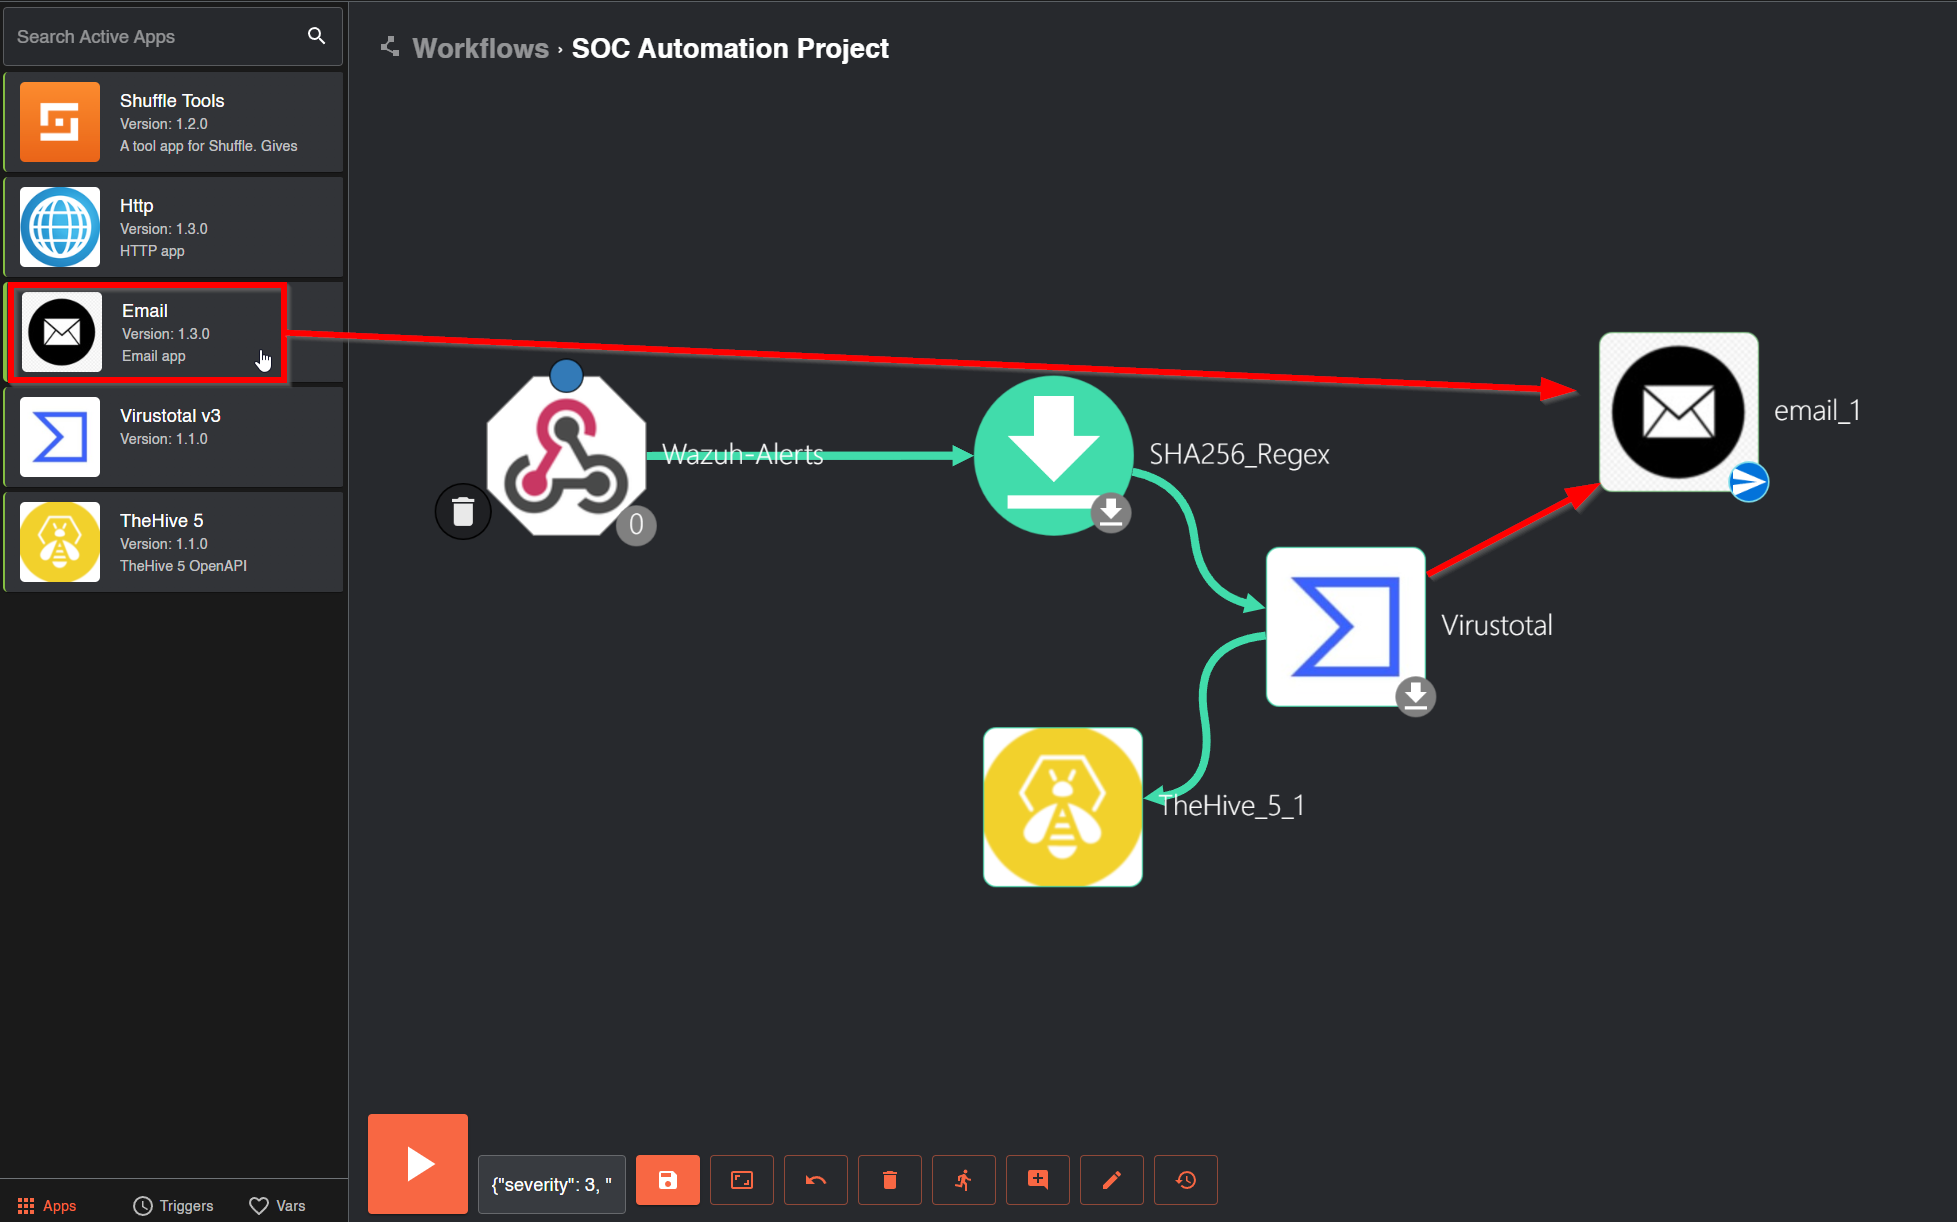 Search Active Apps
Shuffle Tools
Version: 1.2.0
A tool app for Shuffle. Gives
Http
Version: 1.3.0
HTTP app
Email
Version: 1.3.0
Email app
Virustotal v3
Version: 1.1.0
TheHive 5
Version: 1.1.0
TheHive 5 OpenAPI
Apps
Triggers
Vars
Workflows › SOC Automation Project
Wazuh-Alerts
0
SHA256_Regex
email_1
Virustotal
TheHive_5_1
{"severity": 3, "